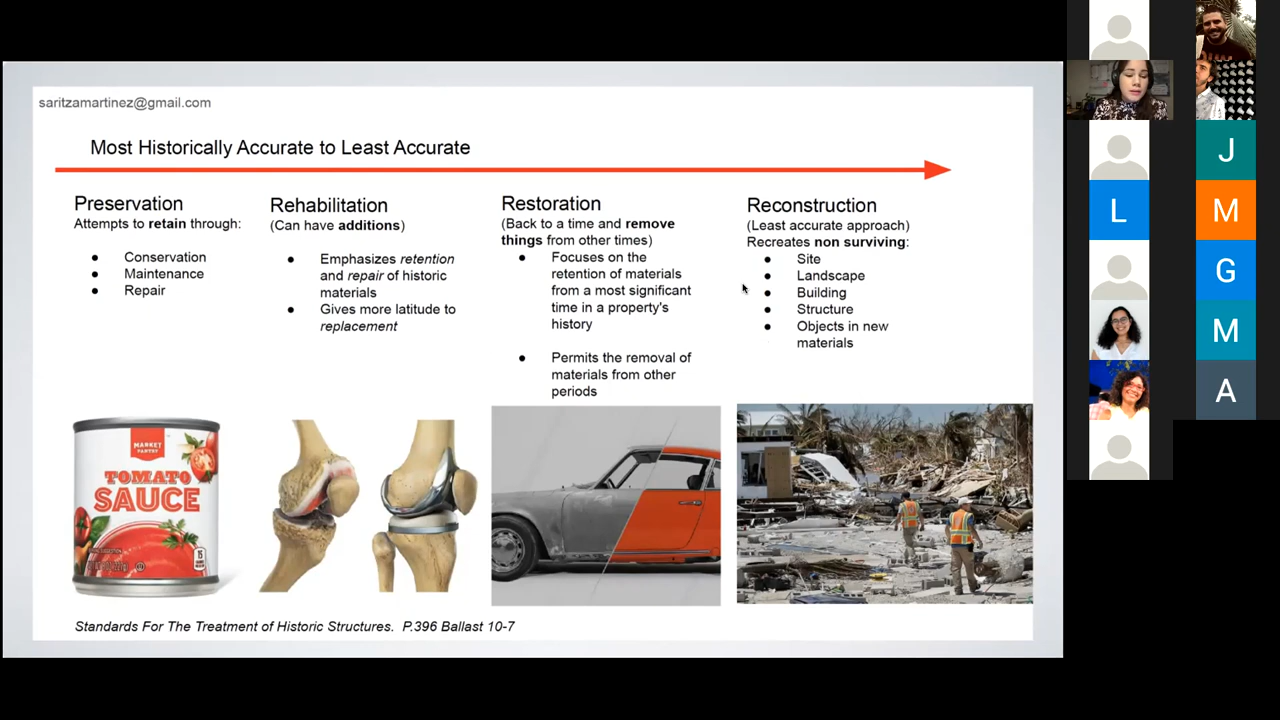 saritzamartinez@gmail.com
Most Historically Accurate to Least Accurate
Preservation
Attempts to retain through:
● Conservation
● Maintenance
● Repair
Rehabilitation
(Can have additions)
● Emphasizes retention
and repair of historic
materials
● Gives more latitude to
replacement
Restoration
(Back to a time and remove
things from other times)
● Focuses on the
retention of materials
from a most significant
time in a property's
history
● Permits the removal of
materials from other
periods
Reconstruction
(Least accurate approach)
Recreates non surviving:
● Site
● Landscape
● Building
● Structure
● Objects in new
materials
MARKET
PANTRY
TOMATO
SAUCE
15
Standards For The Treatment of Historic Structures. P.396 Ballast 10-7
J
L
M
G
M
A